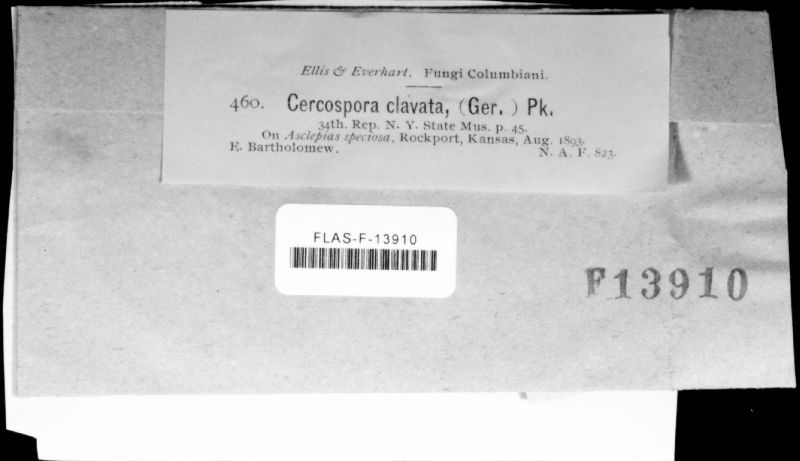 Ellis & Everhart. Fungi Columbiani.
460. Cercospora clavata, (Ger. ) Pk.
34th. Rep. N. Y. State Mus. p. 45.
On Asclepias speciosa, Rockport, Kansas, Aug. 1893.
E. Bartholomew. N. A. F. 823.
FLAS-F-13910
F13910